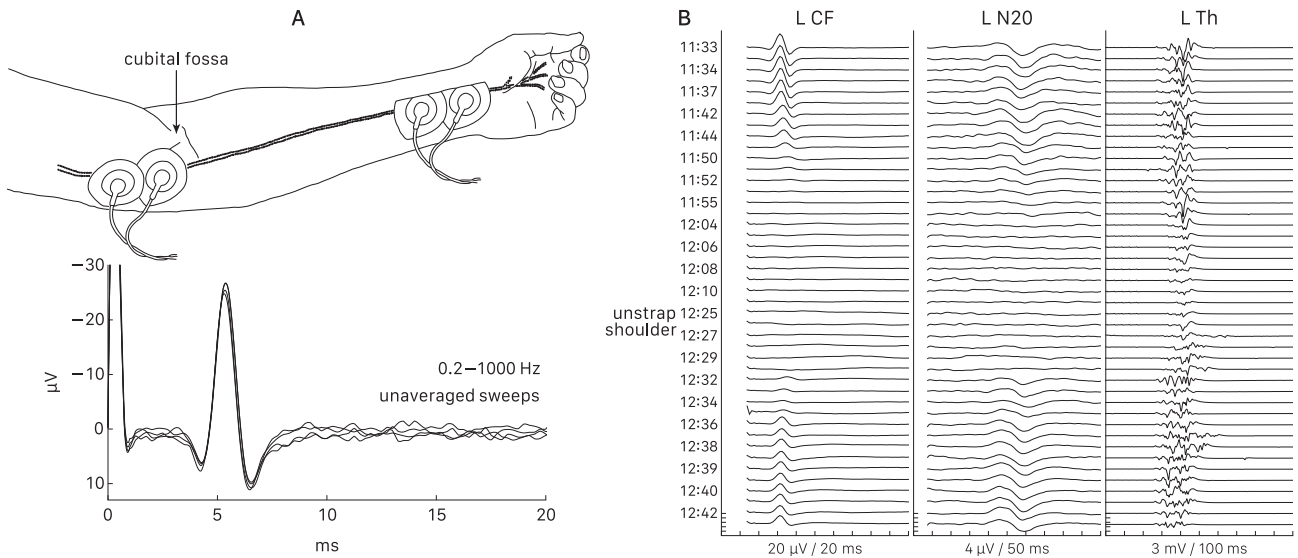 A
cubital fossa
−30
−20
−10
0
10
µV
0.2–1000 Hz
unaveraged sweeps
0
5
10
15
20
ms
B
L CF
L N20
L Th
11:33
11:34
11:37
11:42
11:44
11:50
11:52
11:55
12:04
12:06
12:08
12:10
12:25
unstrap
shoulder
12:27
12:29
12:32
12:34
12:36
12:38
12:39
12:40
12:42
20 µV / 20 ms
4 µV / 50 ms
3 mV / 100 ms